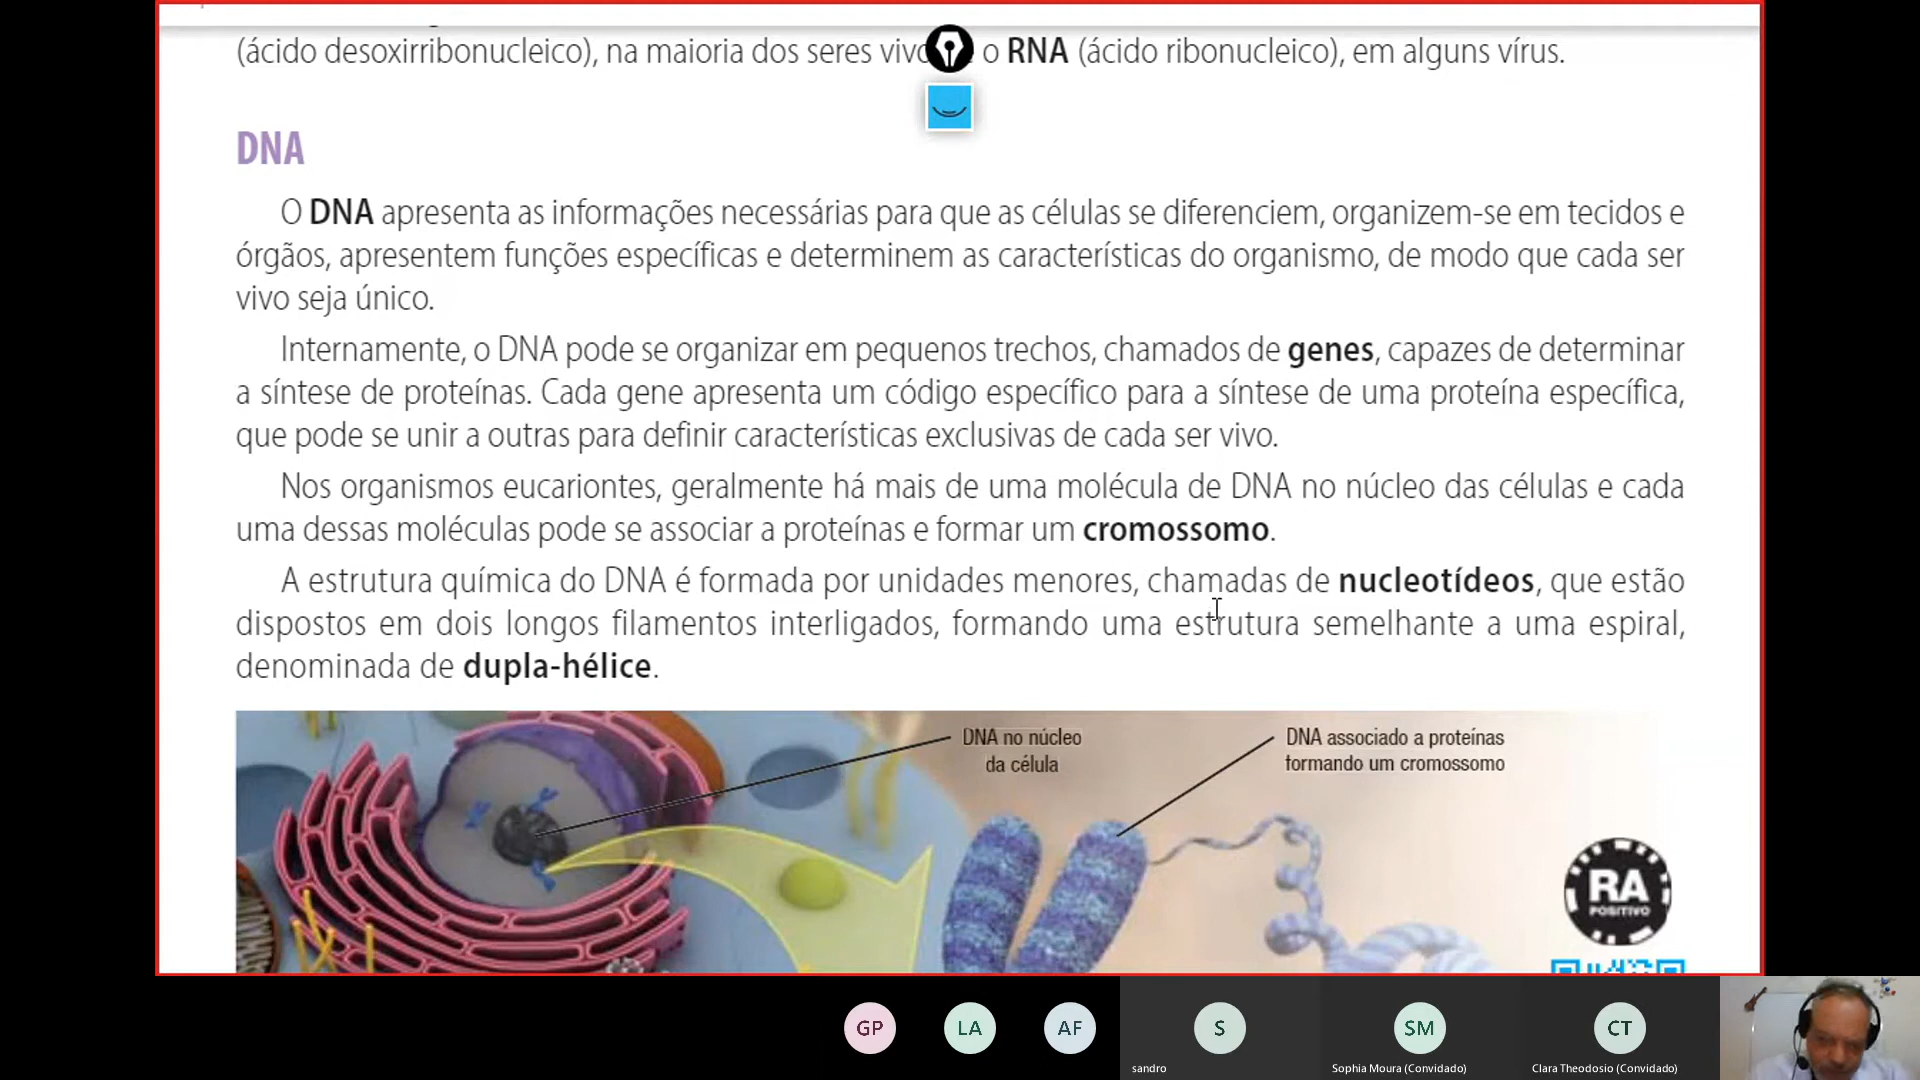 (ácido desoxirribonucleico), na maioria dos seres o RNA (ácido ribonucleico), em alguns vírus.
DNA
O DNA apresenta as informações necessárias para que as células se diferenciem, organizem-se em tecidos e
órgãos, apresentem funções específicas e determinem as características do organismo, de modo que cada ser
vivo seja único.
Internamente, o DNA pode se organizar em pequenos trechos, chamados de genes, capazes de determinar
a síntese de proteínas. Cada gene apresenta um código específico para a síntese de uma proteína específica,
que pode se unir a outras para definir características exclusivas de cada ser vivo.
Nos organismos eucariontes, geralmente há mais de uma molécula de DNA no núcleo das células e cada
uma dessas moléculas pode se associar a proteínas e formar um cromossomo.
A estrutura química do DNA é formada por unidades menores, chamadas de nucleotídeos, que estão
dispostos em dois longos filamentos interligados, formando uma estrutura semelhante a uma espiral,
denominada de dupla-hélice.
DNA no núcleo
da célula
DNA associado a proteínas
formando um cromossomo
RA
POSITIVO
GP
LA
AF
S
SM
CT
sandro
Sophia Moura (Convidado)
Clara Theodosio (Convidado)